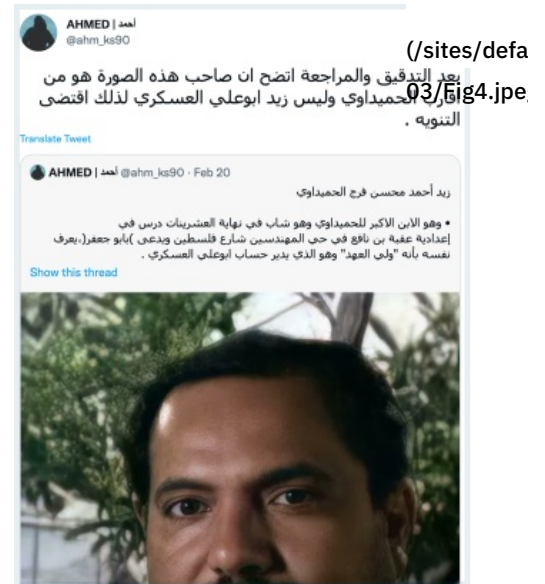 AHMED | أحمد
@ahm_ks90
(/sites/defa
بعد التدقيق والمراجعة اتضح ان صاحب هذه الصورة هو من
03/Fig4.jpe
أقارب الحميداوي وليس زيد ابوعلي العسكري لذلك اقتضى
التنويه .
Translate Tweet
AHMED | أحمد @ahm_ks90 · Feb 20
زيد أحمد محسن فرج الحميداوي
• وهو الابن الاكبر للحميداوي وهو شاب في نهاية العشرينات درس في
إعدادية عقبة بن نافع في حي المهندسين شارع فلسطين ويدعى )بابو جعفر(,يعرف
نفسه بأنه "ولي العهد" وهو الذي يدير حساب ابوعلي العسكري .
Show this thread